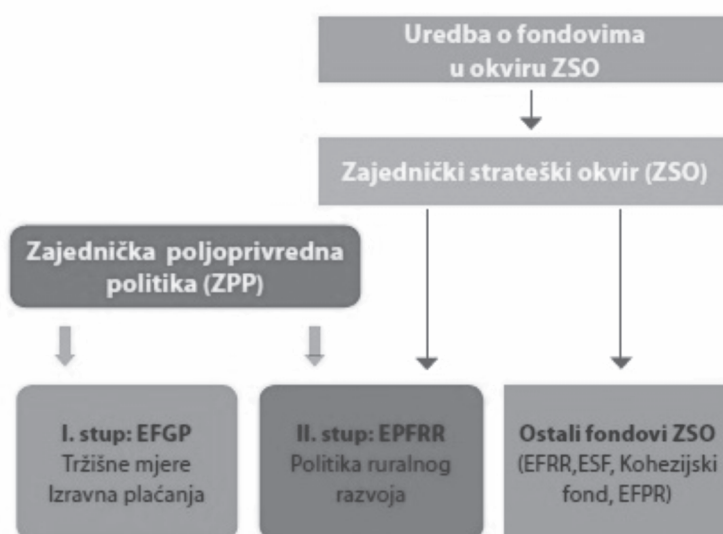 Uredba o fondovima
u okviru ZSO
Zajednički strateški okvir (ZSO)
Zajednička poljoprivredna
politika (ZPP)
I. stup: EFGP
Tržišne mjere
Izravna plaćanja
II. stup: EPFRR
Politika ruralnog
razvoja
Ostali fondovi ZSO
(EFRR,ESF, Kohezijski
fond, EFPR)